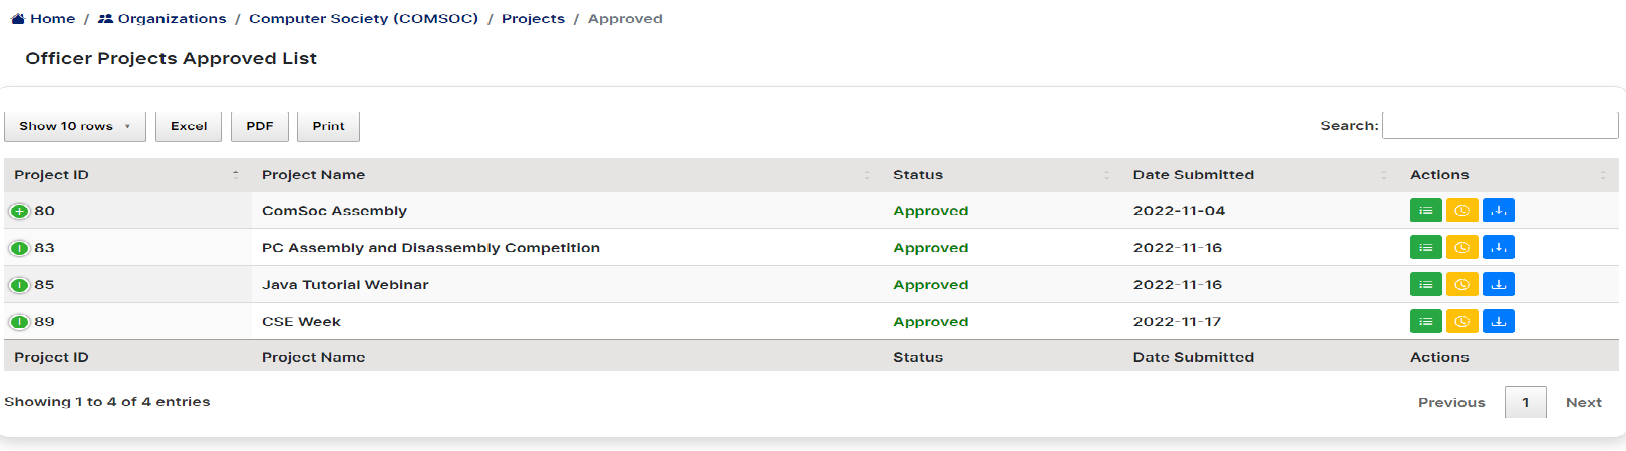 Home / Organizations / Computer Society (COMSOC) / Projects / Approved
Officer Projects Approved List
Show 10 rows Excel PDF Print Search:
Project ID Project Name Status Date Submitted Actions
80 ComSoc Assembly Approved 2022-11-04
83 PC Assembly and Disassembly Competition Approved 2022-11-16
85 Java Tutorial Webinar Approved 2022-11-16
89 CSE Week Approved 2022-11-17
Project ID Project Name Status Date Submitted Actions
Showing 1 to 4 of 4 entries Previous 1 Next